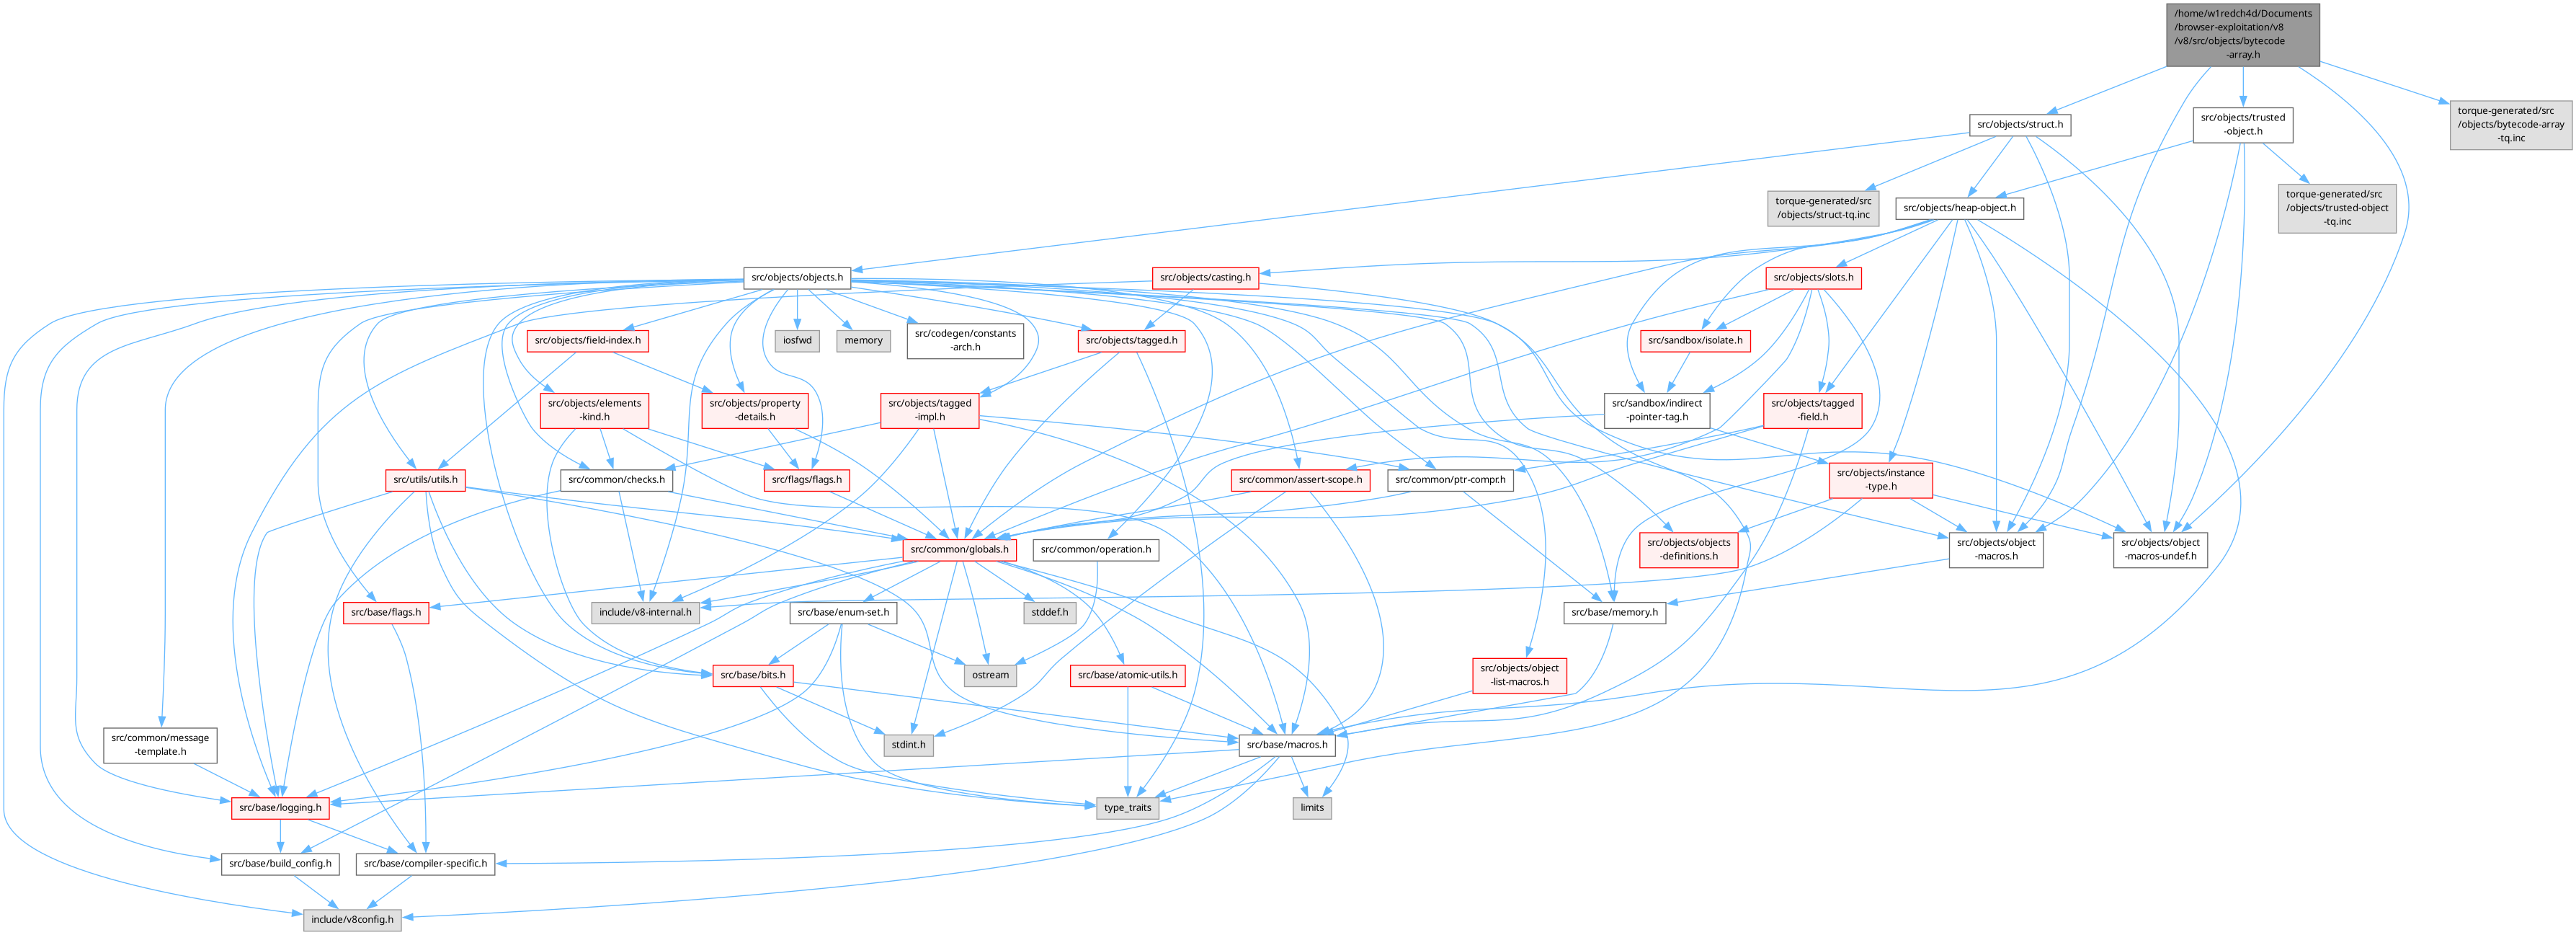 /home/w1redch4d/Documents
/browser-exploitation/v8
/v8/src/objects/bytecode
-array.h
torque-generated/src
/objects/bytecode-array
-tq.inc
src/objects/struct.h
src/objects/trusted
-object.h
torque-generated/src
/objects/struct-tq.inc
src/objects/heap-object.h
torque-generated/src
/objects/trusted-object
-tq.inc
src/objects/objects.h
src/objects/casting.h
src/objects/slots.h
src/objects/field-index.h
iosfwd
memory
src/codegen/constants
-arch.h
src/objects/tagged.h
src/sandbox/isolate.h
src/objects/elements
-kind.h
src/objects/property
-details.h
src/objects/tagged
-impl.h
src/sandbox/indirect
-pointer-tag.h
src/objects/tagged
-field.h
src/utils/utils.h
src/common/checks.h
src/flags/flags.h
src/common/assert-scope.h
src/common/ptr-compr.h
src/objects/instance
-type.h
src/common/globals.h
src/common/operation.h
src/objects/objects
-definitions.h
src/objects/object
-macros.h
src/objects/object
-macros-undef.h
src/base/flags.h
include/v8-internal.h
src/base/enum-set.h
stddef.h
src/base/memory.h
src/base/bits.h
ostream
src/base/atomic-utils.h
src/objects/object
-list-macros.h
src/common/message
-template.h
stdint.h
src/base/macros.h
src/base/logging.h
type_traits
limits
src/base/build_config.h
src/base/compiler-specific.h
include/v8config.h